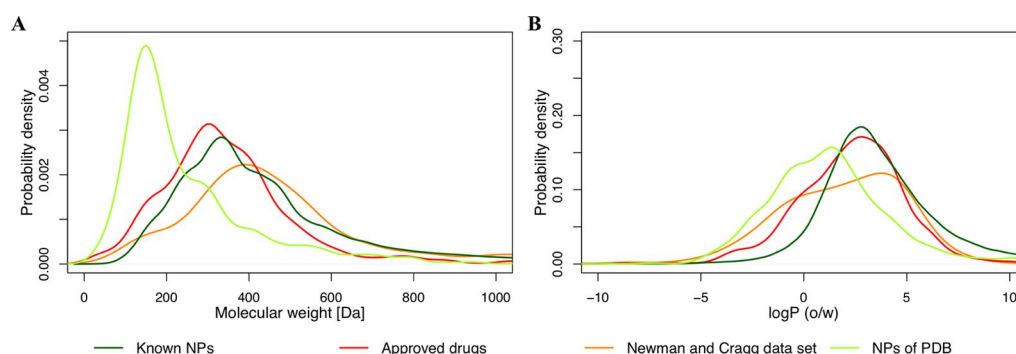 A
Probability density
0.000
0.002
0.004
0 200 400 600 800 1000
Molecular weight [Da]
B
Probability density
0.00
0.10
0.20
0.30
−10 −5 0 5 10
logP (o/w)
Known NPs Approved drugs Newman and Cragg data set NPs of PDB